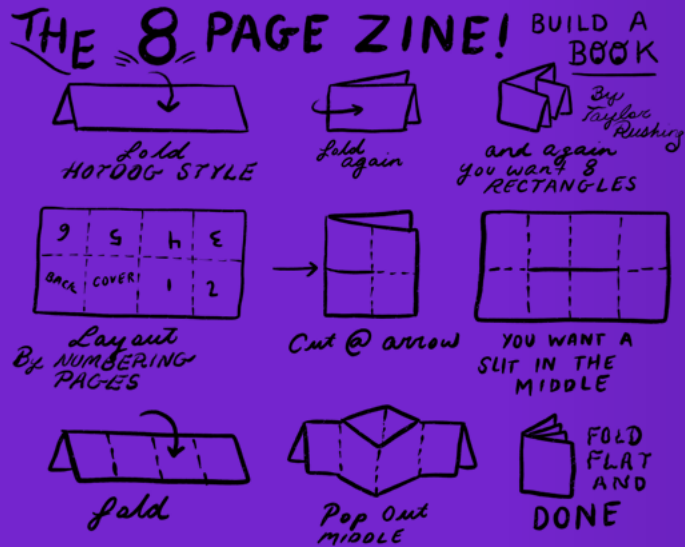 THE 8 PAGE ZINE!
BUILD A
BOOK
By
Taylor
Rushing
fold
HOTDOG STYLE
fold
again
and again
you want 8
RECTANGLES
6 5 4 3
BACK COVER 1 2
Layout
By NUMBERING
PAGES
Cut @ arrow
YOU WANT A
SLIT IN THE
MIDDLE
fold
Pop Out
MIDDLE
FOLD
FLAT
AND
DONE